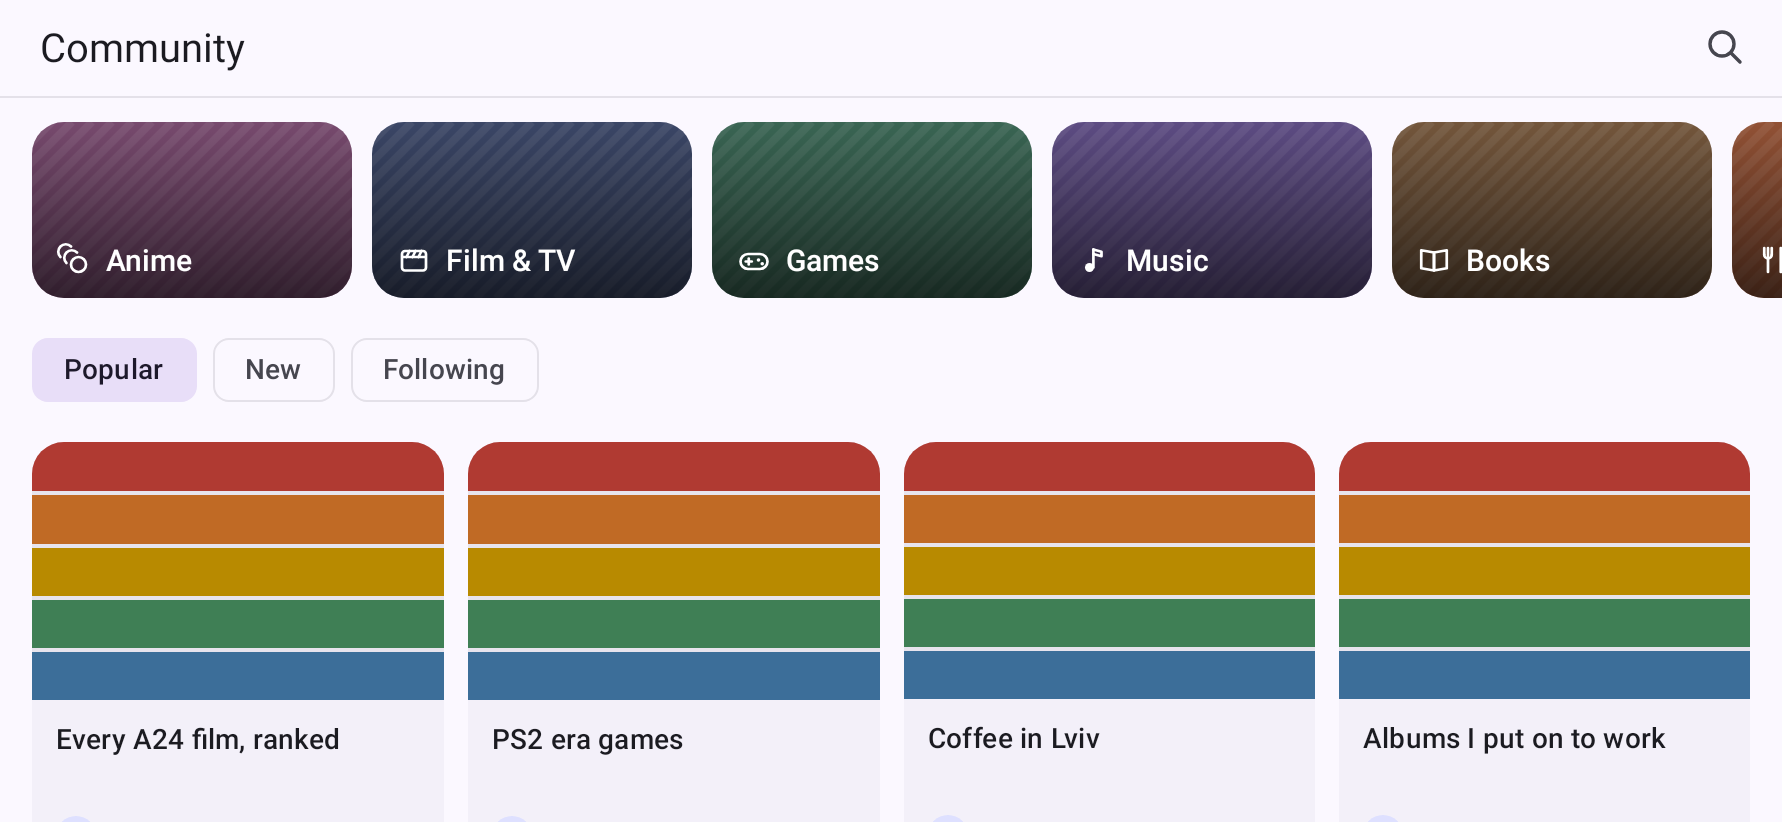 Community
Anime
Film & TV
Games
Music
Books
Popular
New
Following
Every A24 film, ranked
PS2 era games
Coffee in Lviv
Albums I put on to work